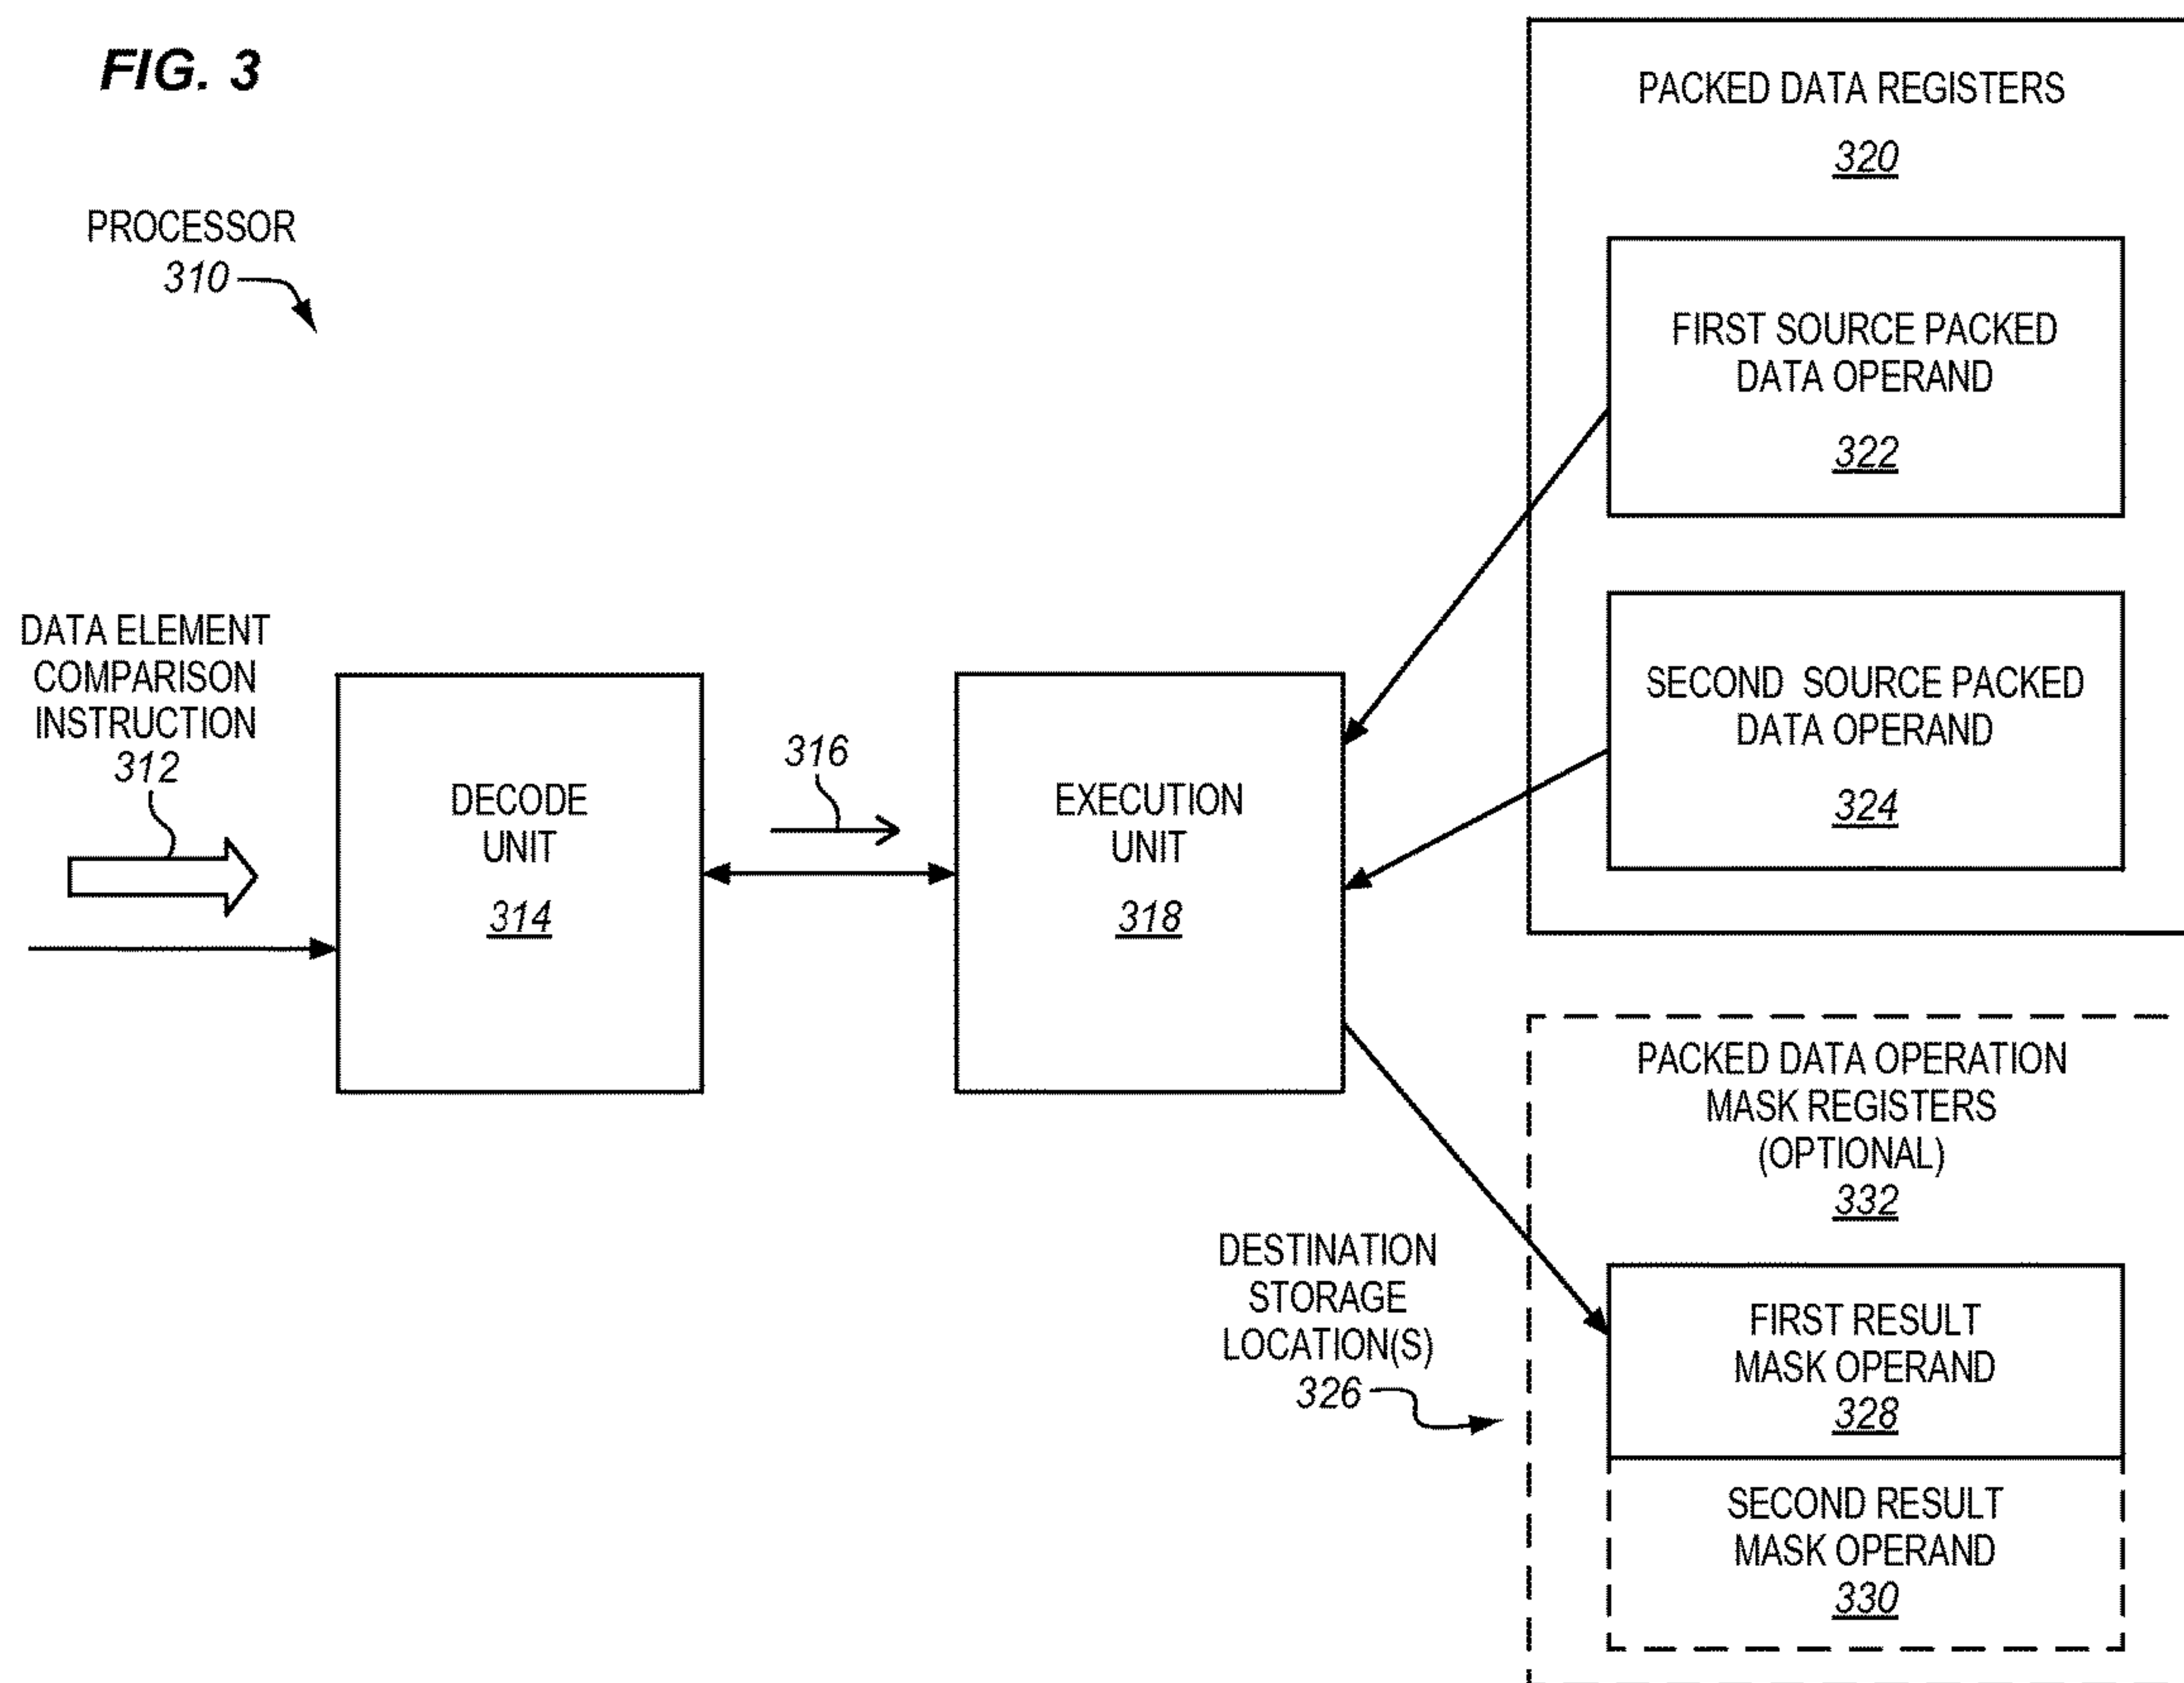 FIG. 3
PROCESSOR
310
DATA ELEMENT
COMPARISON
INSTRUCTION
312
DECODE
UNIT
314
316
EXECUTION
UNIT
318
PACKED DATA REGISTERS
320
FIRST SOURCE PACKED
DATA OPERAND
322
SECOND SOURCE PACKED
DATA OPERAND
324
DESTINATION
STORAGE
LOCATION(S)
326
PACKED DATA OPERATION
MASK REGISTERS
(OPTIONAL)
332
FIRST RESULT
MASK OPERAND
328
SECOND RESULT
MASK OPERAND
330